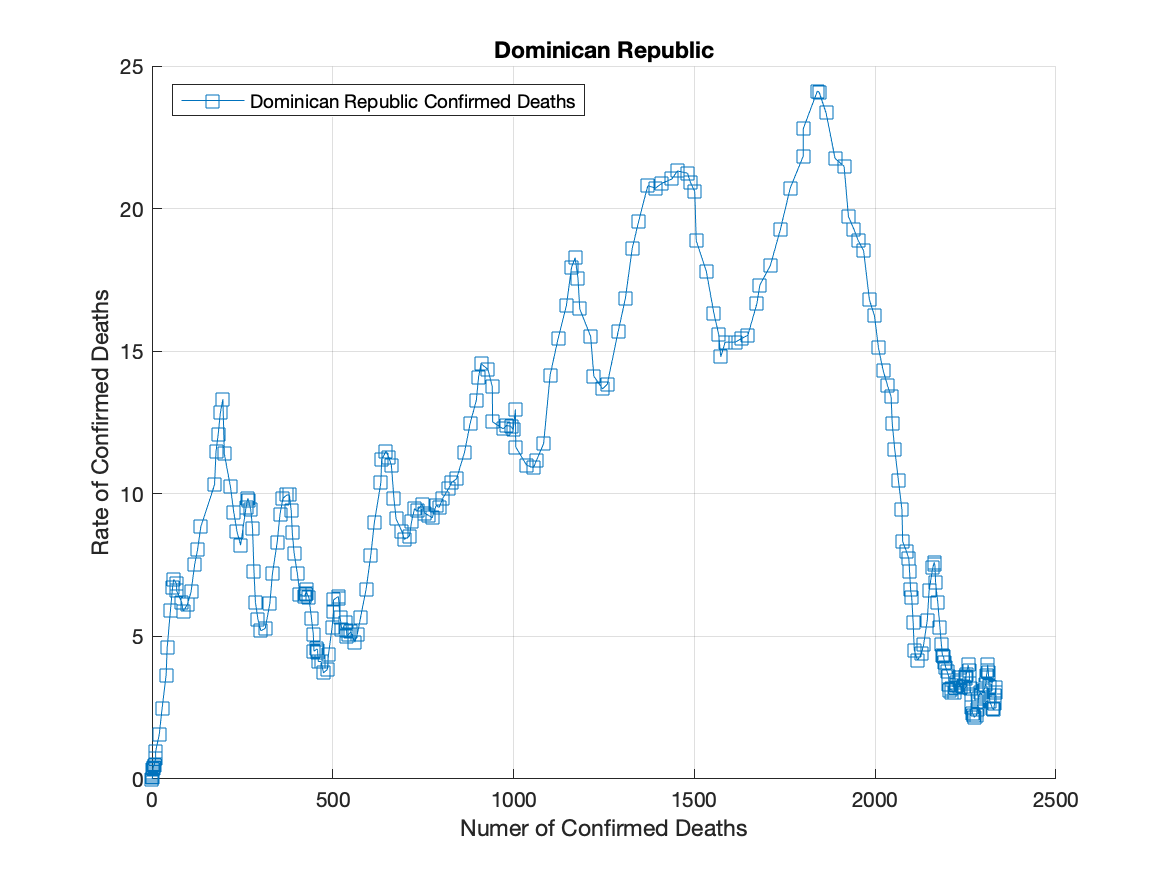 Dominican Republic
Dominican Republic Confirmed Deaths
Rate of Confirmed Deaths
25
20
15
10
5
0
0 500 1000 1500 2000 2500
Numer of Confirmed Deaths